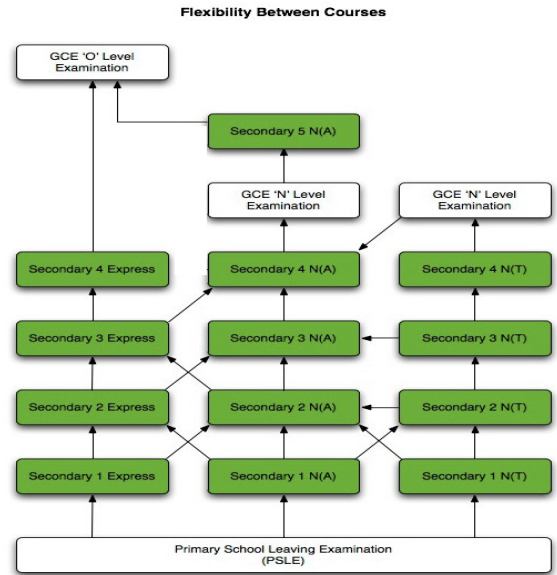 Flexibility Between Courses
GCE ‘O’ Level
Examination
Secondary 5 N(A)
GCE ‘N’ Level
Examination
GCE ‘N’ Level
Examination
Secondary 4 Express
Secondary 4 N(A)
Secondary 4 N(T)
Secondary 3 Express
Secondary 3 N(A)
Secondary 3 N(T)
Secondary 2 Express
Secondary 2 N(A)
Secondary 2 N(T)
Secondary 1 Express
Secondary 1 N(A)
Secondary 1 N(T)
Primary School Leaving Examination
(PSLE)